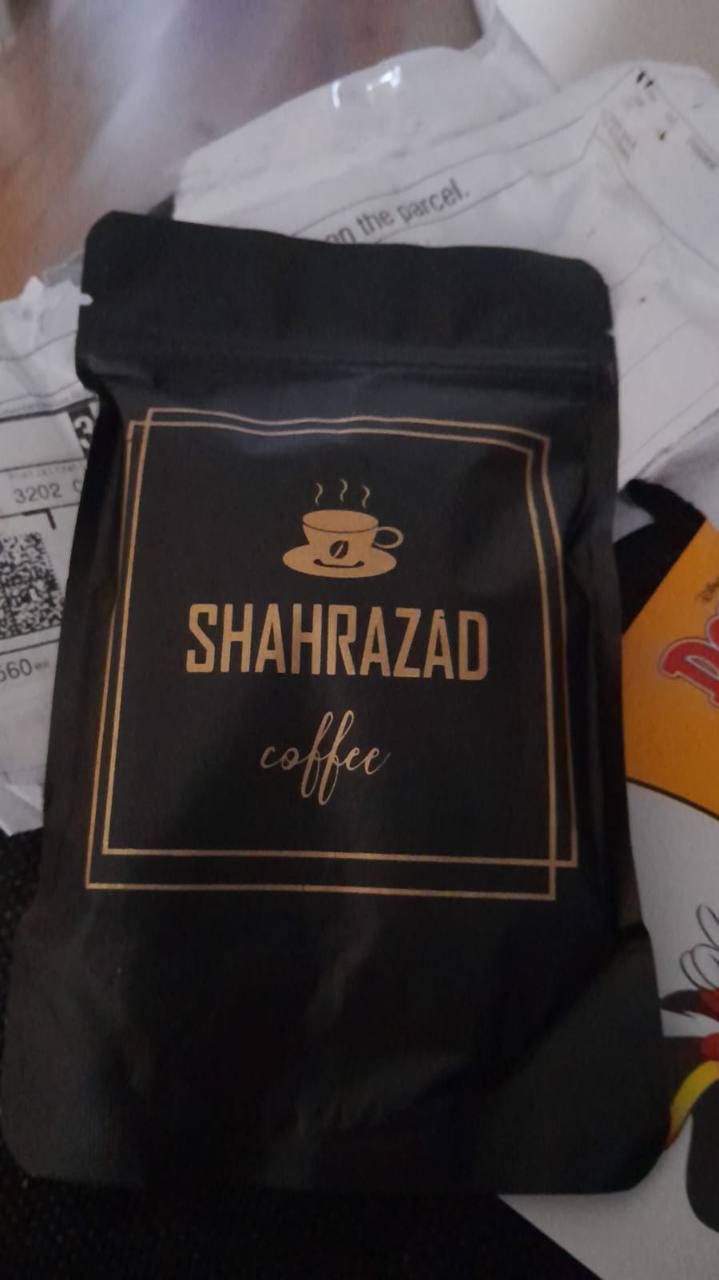 on the parcel.
3202
560
SHAHRAZAD
coffee